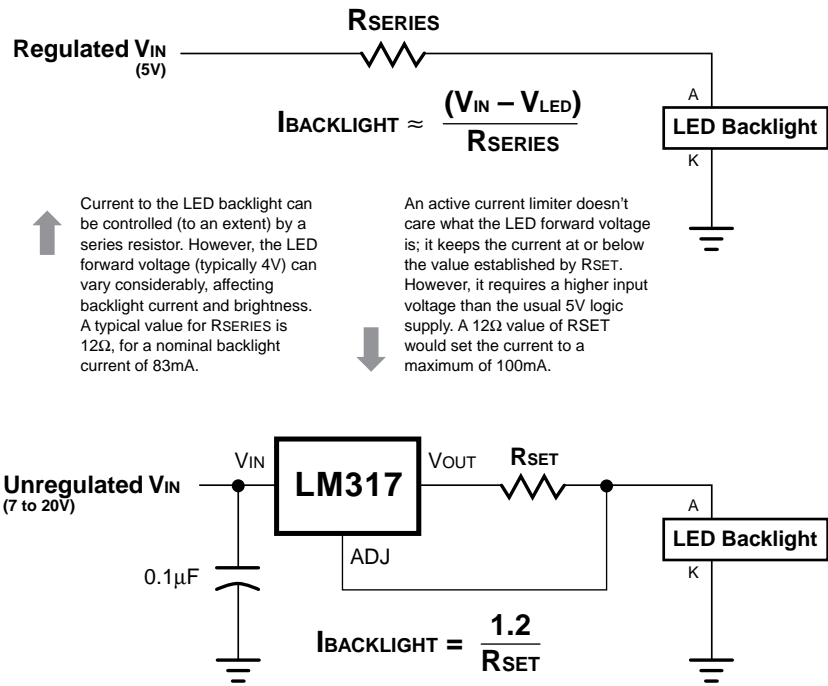 RSERIES
Regulated VIN
(5V)
IBACKLIGHT ≈ (VIN – VLED)
RSERIES
A
LED Backlight
K
Current to the LED backlight can
be controlled (to an extent) by a
series resistor. However, the LED
forward voltage (typically 4V) can
vary considerably, affecting
backlight current and brightness.
A typical value for RSERIES is
12Ω, for a nominal backlight
current of 83mA.
An active current limiter doesn't
care what the LED forward voltage
is; it keeps the current at or below
the value established by RSET.
However, it requires a higher input
voltage than the usual 5V logic
supply. A 12Ω value of RSET
would set the current to a
maximum of 100mA.
Unregulated VIN
(7 to 20V)
VIN
LM317
VOUT
RSET
ADJ
0.1µF
A
LED Backlight
K
IBACKLIGHT = 1.2
RSET